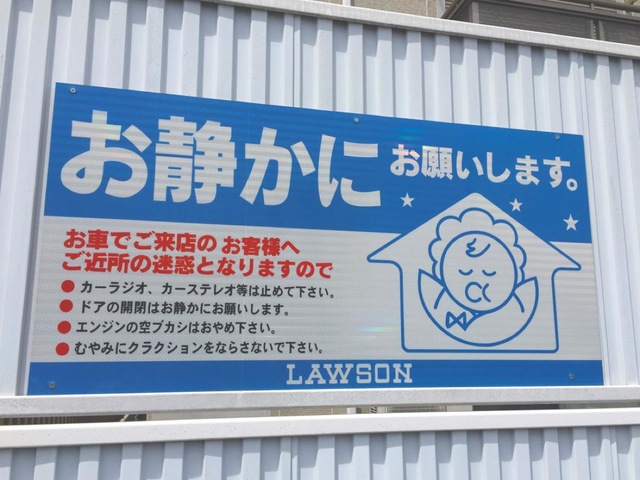 お静かに お願いします。
お車でご来店の お客様へ
ご近所の迷惑となりますので
● カーラジオ、カーステレオ等は止めて下さい。
● ドアの開閉はお静かにお願いします。
● エンジンの空ブカシはおやめ下さい。
● むやみにクラクションをならさないで下さい。
LAWSON